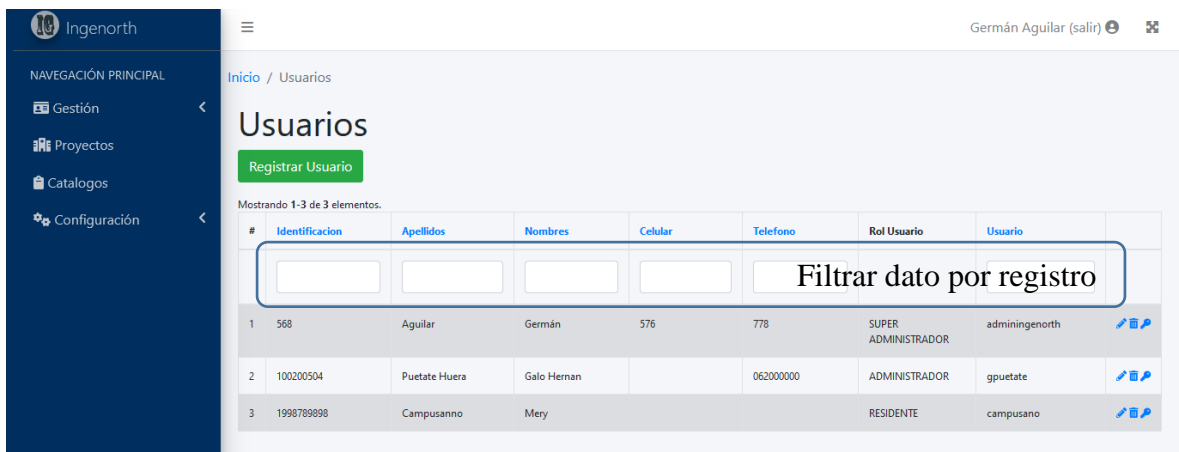 Ingenorth
Germán Aguilar (salir)
NAVEGACIÓN PRINCIPAL
Gestión
Proyectos
Catalogos
Configuración
Inicio / Usuarios
Usuarios
Registrar Usuario
Mostrando 1-3 de 3 elementos.
# Identificacion Apellidos Nombres Celular Telefono Rol Usuario Usuario
Filtrar dato por registro
1 568 Aguilar Germán 576 778 SUPER ADMINISTRADOR adminingenorth
2 100200504 Puetate Huera Galo Hernan 062000000 ADMINISTRADOR gpuetate
3 1998789898 Campusanno Mery RESIDENTE campusano